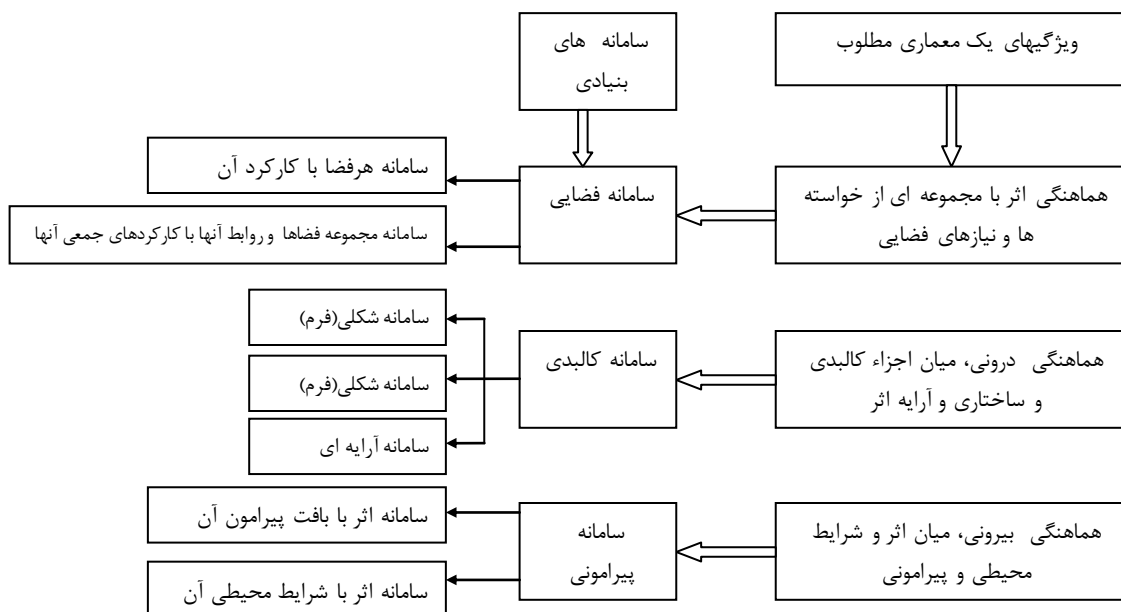 ویژگیهای یک معماری مطلوب
سامانه های
بنیادی
هماهنگی اثر با مجموعه ای از خواسته
ها و نیازهای فضایی
سامانه فضایی
سامانه هرفضا با کارکرد آن
سامانه مجموعه فضاها و روابط آنها با کارکردهای جمعی آنها
هماهنگی درونی، میان اجزاء کالبدی
و ساختاری و آرایه اثر
سامانه کالبدی
سامانه شکلی(فرم)
سامانه شکلی(فرم)
سامانه آرایه ای
هماهنگی بیرونی، میان اثر و شرایط
محیطی و پیرامونی
سامانه
پیرامونی
سامانه اثر با بافت پیرامون آن
سامانه اثر با شرایط محیطی آن